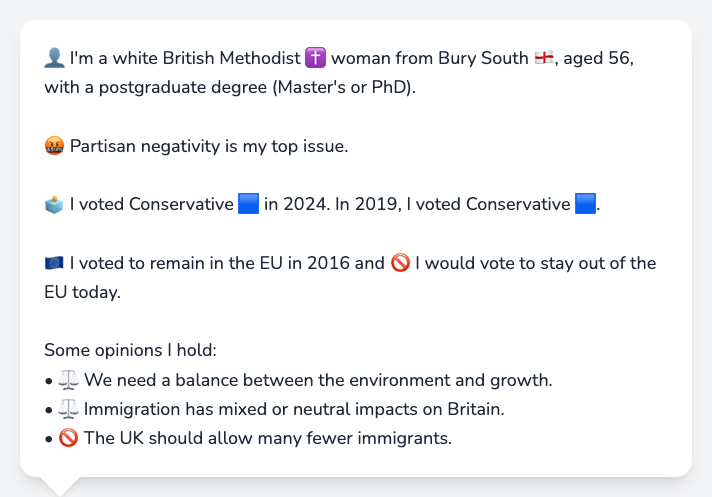 👤 I'm a white British Methodist ✝️ woman from Bury South 🏴󠁧󠁢󠁥󠁮󠁧󠁿, aged 56,
with a postgraduate degree (Master's or PhD).
🤬 Partisan negativity is my top issue.
🗳️ I voted Conservative 🟦 in 2024. In 2019, I voted Conservative 🟦.
🇪🇺 I voted to remain in the EU in 2016 and 🚫 I would vote to stay out of the
EU today.
Some opinions I hold:
• ⚖️ We need a balance between the environment and growth.
• ⚖️ Immigration has mixed or neutral impacts on Britain.
• 🚫 The UK should allow many fewer immigrants.